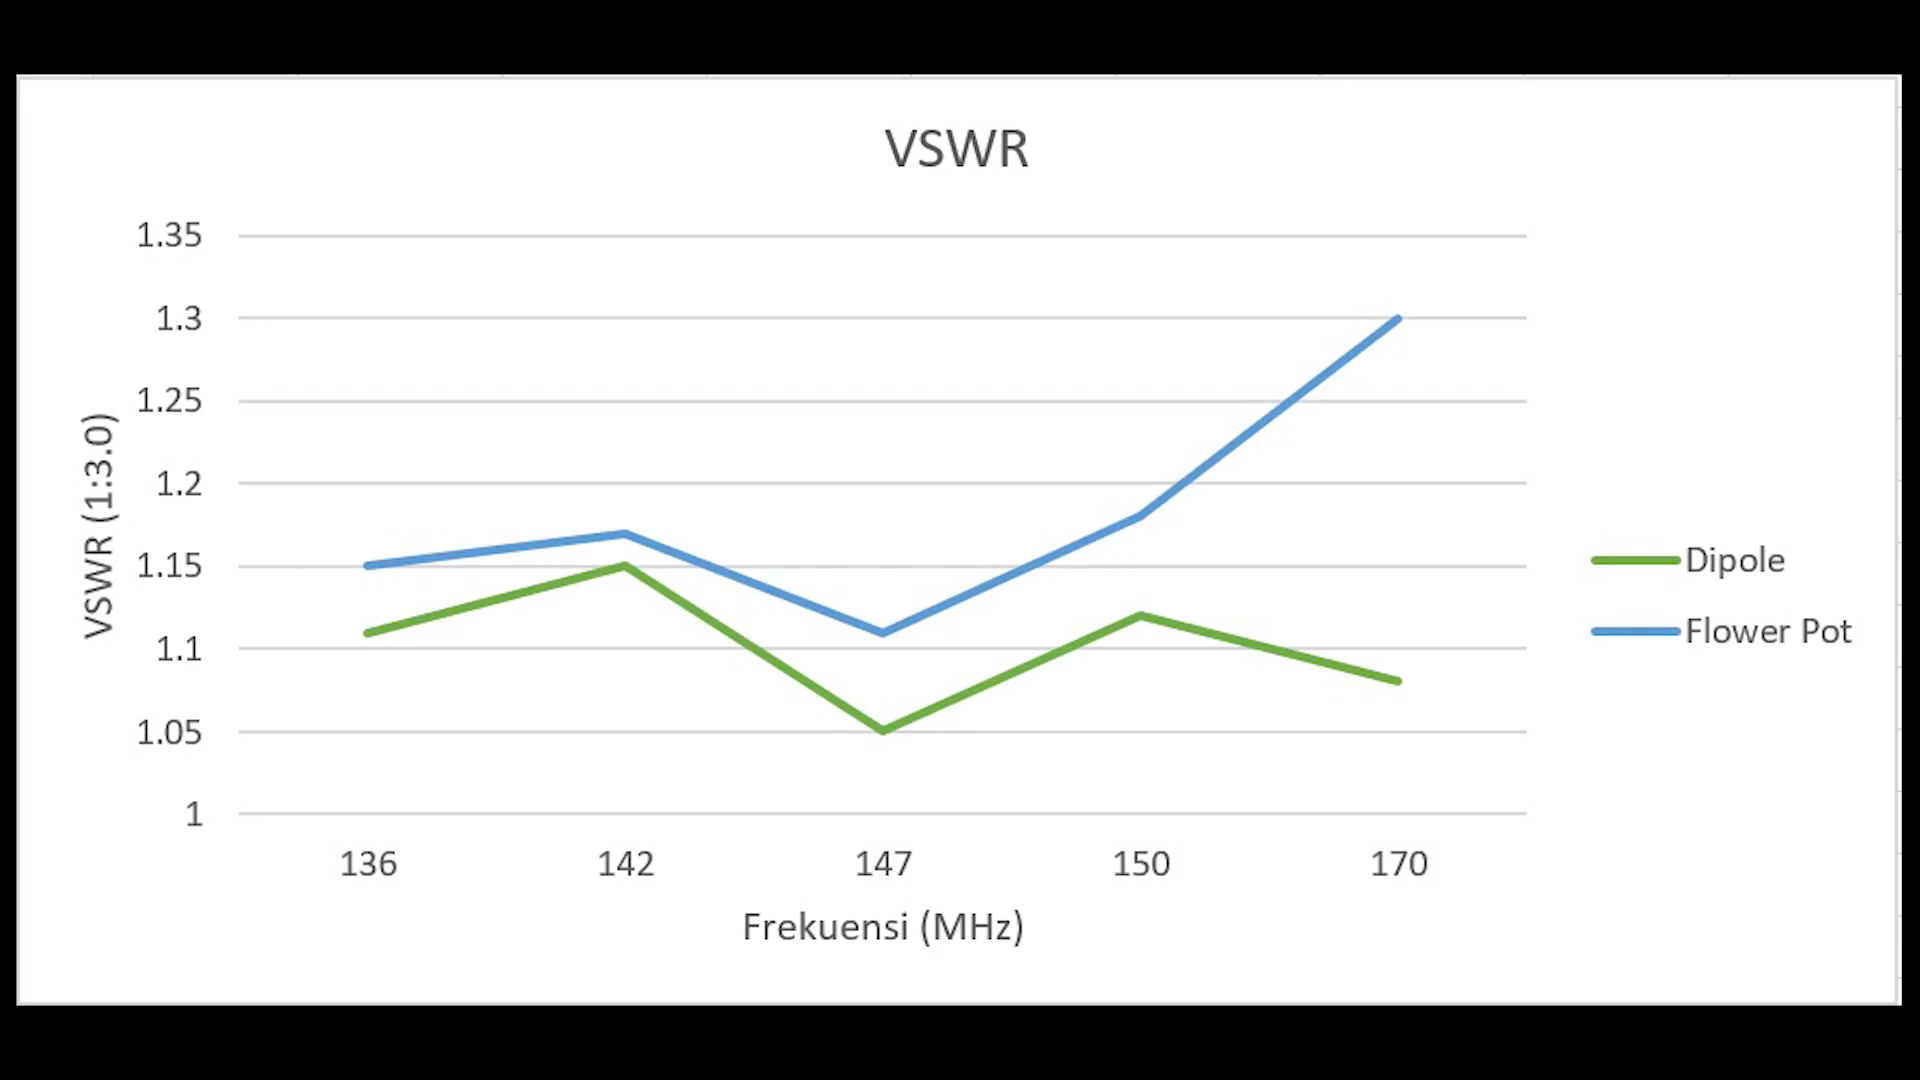 VSWR
1.35
1.3
1.25
1.2
1.15
1.1
1.05
1
VSWR (1:3.0)
136 142 147 150 170
Frekuensi (MHz)
Dipole
Flower Pot